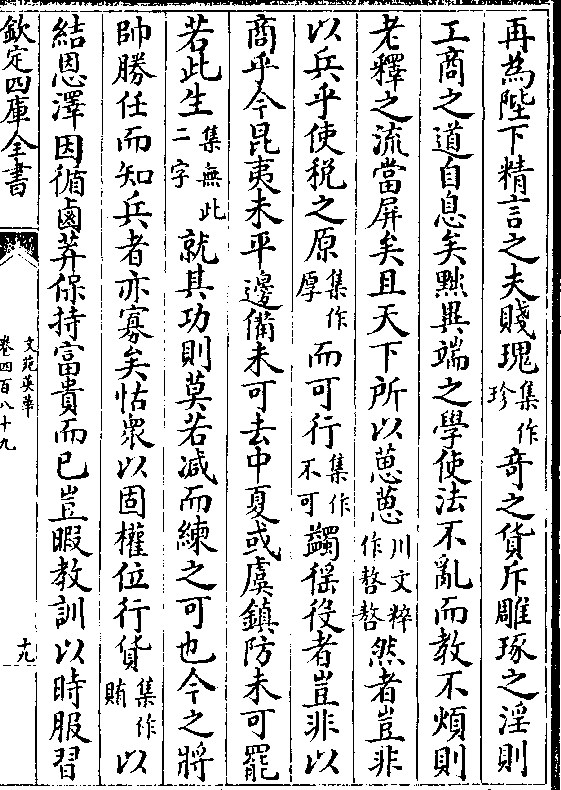 再為陛下精言之夫賤瑰集作珍奇之貨斥雕琢之淫則
工商之道自息矣黜異端之學使法不亂而教不煩則
老釋之流當屏矣且天下所以葸葸川文粹作嗸嗸然者豈非
以兵乎使稅之原集作厚而可行集作不可蠲徭役者豈非以
商乎今昆夷未平邊備未可去中夏或虞鎮防未可罷
若此生集無此二字就其功則莫若减而練之可也今之將
帥勝任而知兵者亦寡矣怙衆以固權位行貨集作賄以
結恩澤因循鹵莽保持富貴而已豈暇教訓以時服習
欽定四庫全書
文苑英華
卷四百八十九
十九